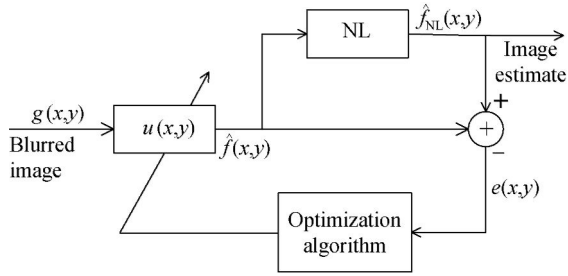 NL
f̂_NL(x,y)
Image
estimate
+
g(x,y)
u(x,y)
f̂(x,y)
+
Blurred
image
−
e(x,y)
Optimization
algorithm